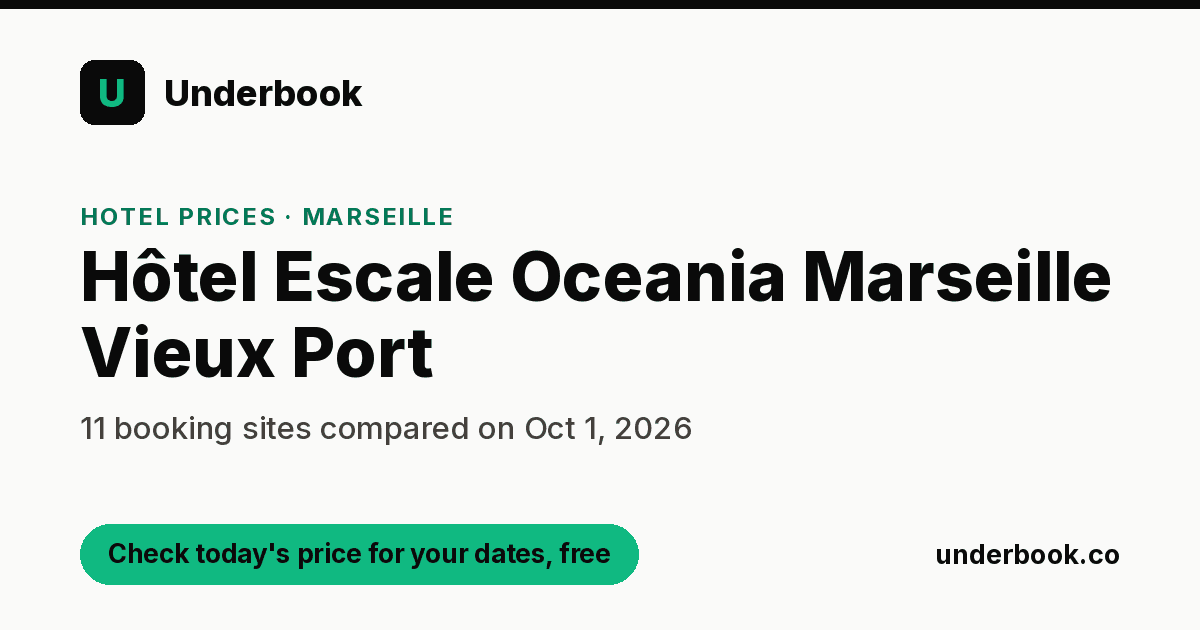 U Underbook
HOTEL PRICES · MARSEILLE
Hôtel Escale Oceania Marseille
Vieux Port
11 booking sites compared on Oct 1, 2026
Check today's price for your dates, free
underbook.co